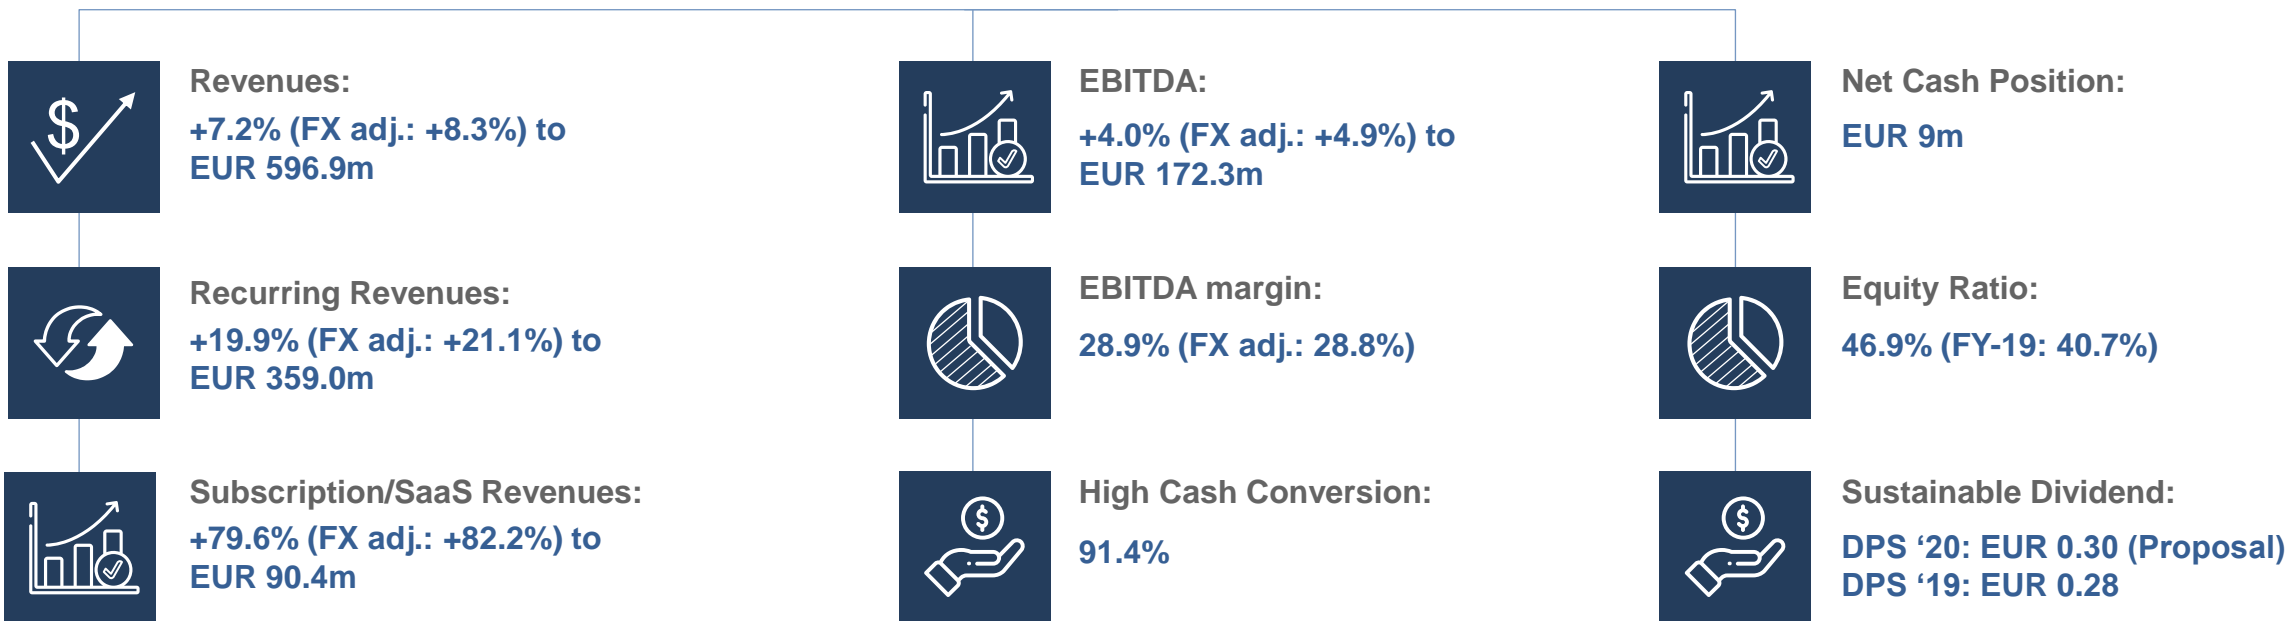 Revenues:
+7.2% (FX adj.: +8.3%) to
EUR 596.9m
Recurring Revenues:
+19.9% (FX adj.: +21.1%) to
EUR 359.0m
Subscription/SaaS Revenues:
+79.6% (FX adj.: +82.2%) to
EUR 90.4m
EBITDA:
+4.0% (FX adj.: +4.9%) to
EUR 172.3m
EBITDA margin:
28.9% (FX adj.: 28.8%)
High Cash Conversion:
91.4%
Net Cash Position:
EUR 9m
Equity Ratio:
46.9% (FY-19: 40.7%)
Sustainable Dividend:
DPS ‘20: EUR 0.30 (Proposal)
DPS ‘19: EUR 0.28